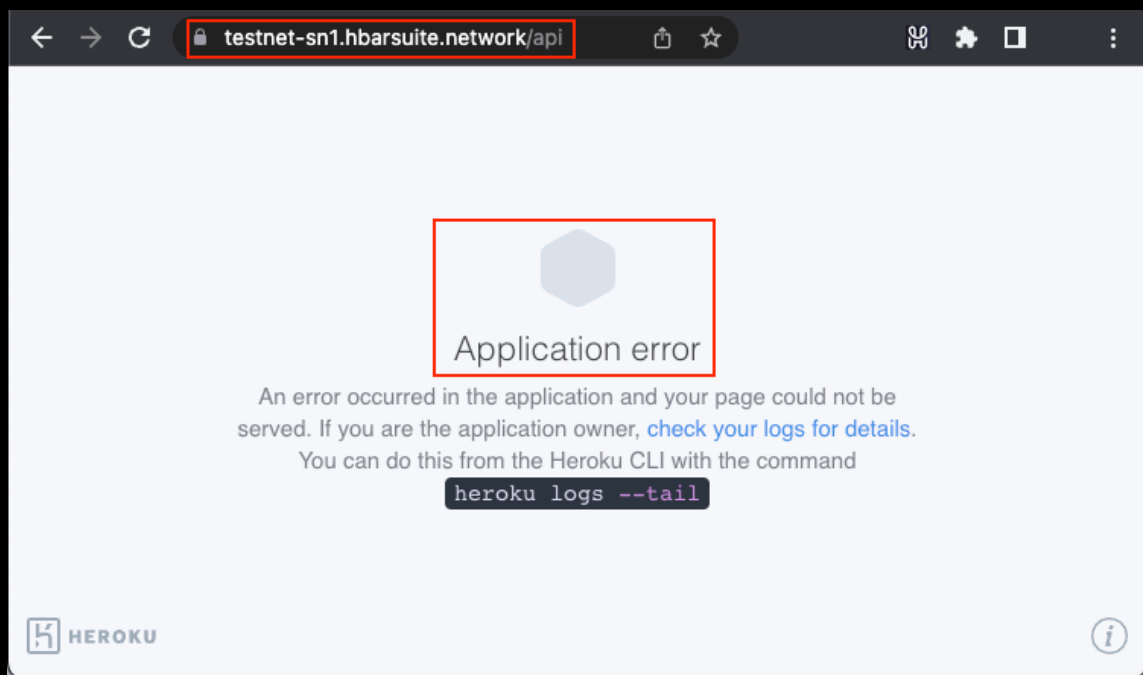 testnet-sn1.hbarsuite.network/api
Application error
An error occurred in the application and your page could not be
served. If you are the application owner, check your logs for details.
You can do this from the Heroku CLI with the command
heroku logs --tail
HEROKU
i